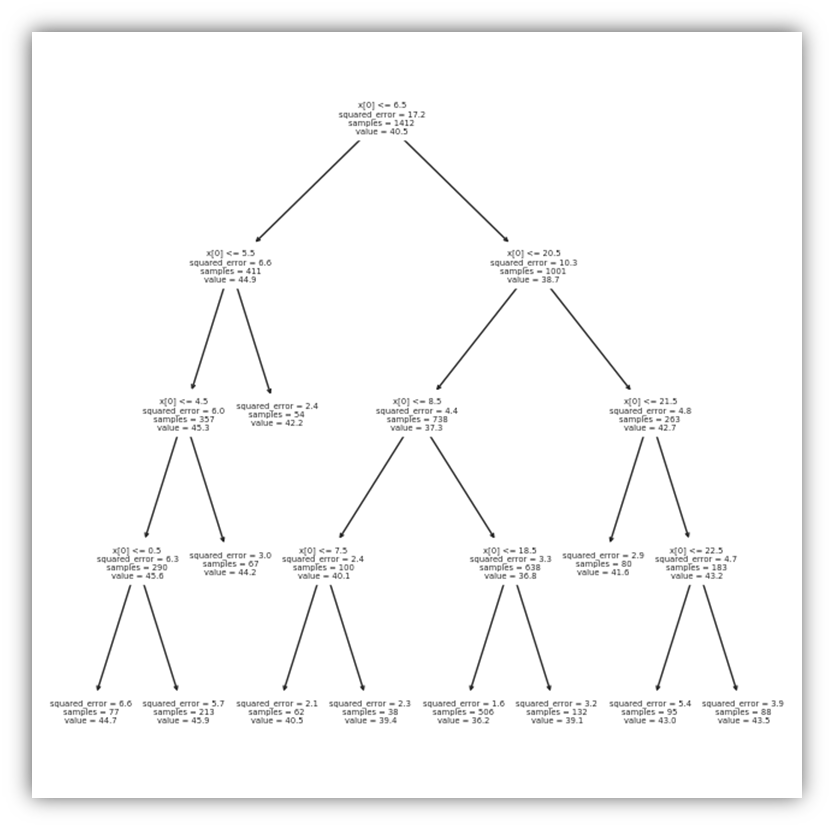 x[0] <= 6.5
squared_error = 17.2
samples = 1412
value = 40.5
x[0] <= 5.5
squared_error = 6.6
samples = 411
value = 44.9
x[0] <= 20.5
squared_error = 10.3
samples = 1001
value = 38.7
x[0] <= 4.5
squared_error = 6.0
samples = 357
value = 45.3
squared_error = 2.4
samples = 54
value = 42.2
x[0] <= 8.5
squared_error = 4.4
samples = 738
value = 37.3
x[0] <= 21.5
squared_error = 4.8
samples = 263
value = 42.7
x[0] <= 0.5
squared_error = 6.3
samples = 290
value = 45.6
squared_error = 3.0
samples = 67
value = 44.2
x[0] <= 7.5
squared_error = 2.4
samples = 100
value = 40.1
x[0] <= 18.5
squared_error = 3.3
samples = 638
value = 36.8
squared_error = 2.9
samples = 80
value = 41.6
x[0] <= 22.5
squared_error = 4.7
samples = 183
value = 43.2
squared_error = 6.6
samples = 77
value = 44.7
squared_error = 5.7
samples = 213
value = 45.9
squared_error = 2.1
samples = 62
value = 40.5
squared_error = 2.3
samples = 38
value = 39.4
squared_error = 1.6
samples = 506
value = 36.2
squared_error = 3.2
samples = 132
value = 39.1
squared_error = 5.4
samples = 95
value = 43.0
squared_error = 3.9
samples = 88
value = 43.5